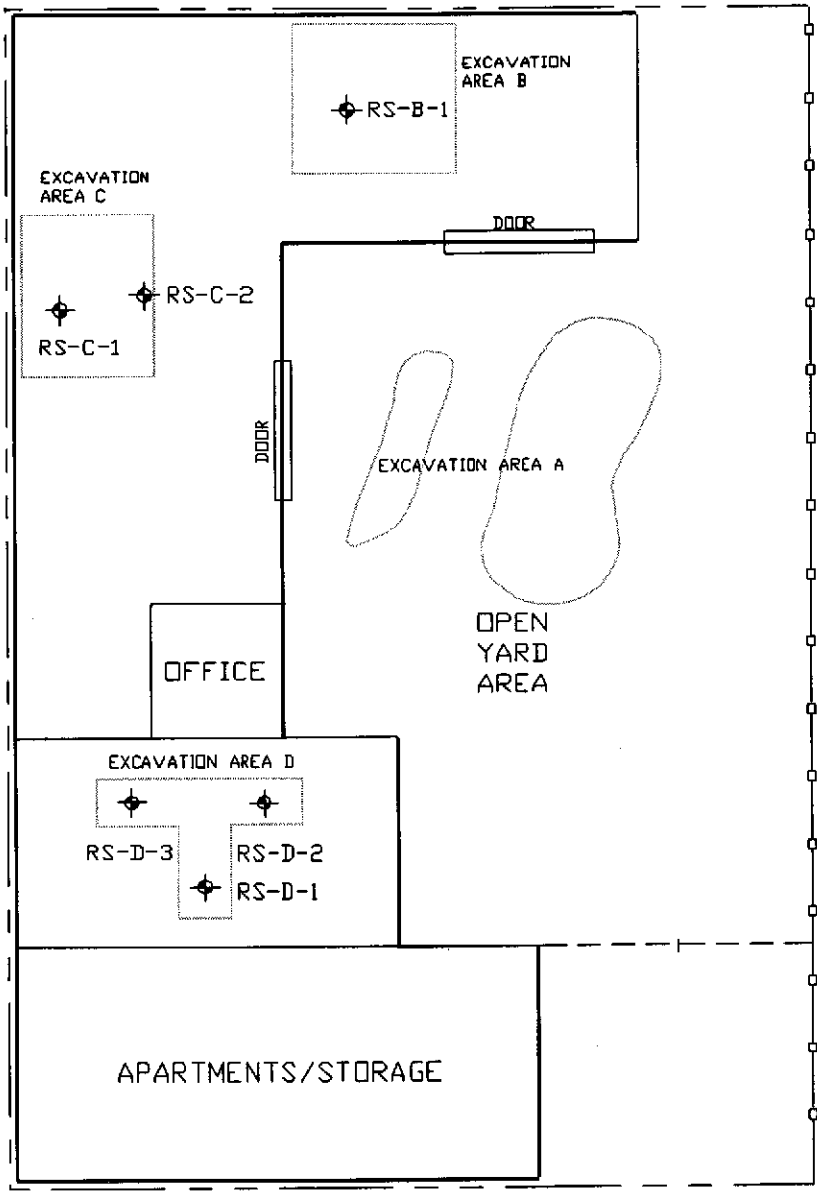 EXCAVATION
AREA B
RS-B-1
EXCAVATION
AREA C
DOOR
RS-C-2
RS-C-1
DOOR
EXCAVATION AREA A
OPEN
YARD
AREA
OFFICE
EXCAVATION AREA D
RS-D-3
RS-D-2
RS-D-1
APARTMENTS/STORAGE